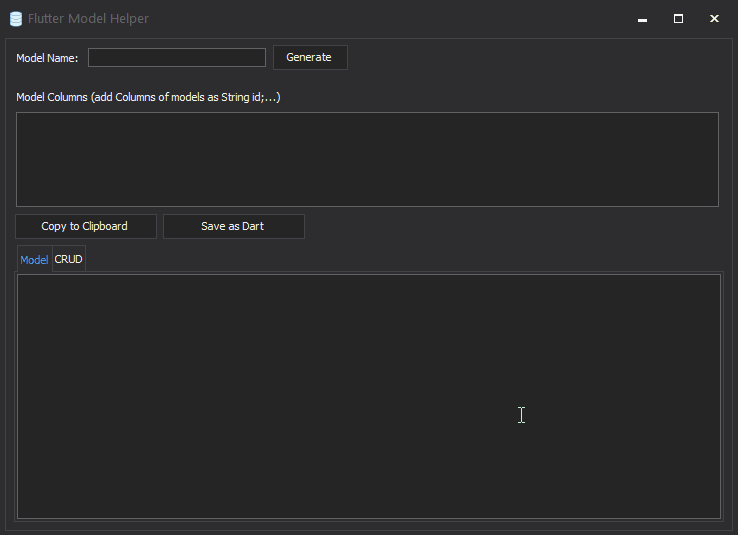 Flutter Model Helper
Model Name: Generate
Model Columns (add Columns of models as String id;...)
Copy to Clipboard Save as Dart
Model CRUD